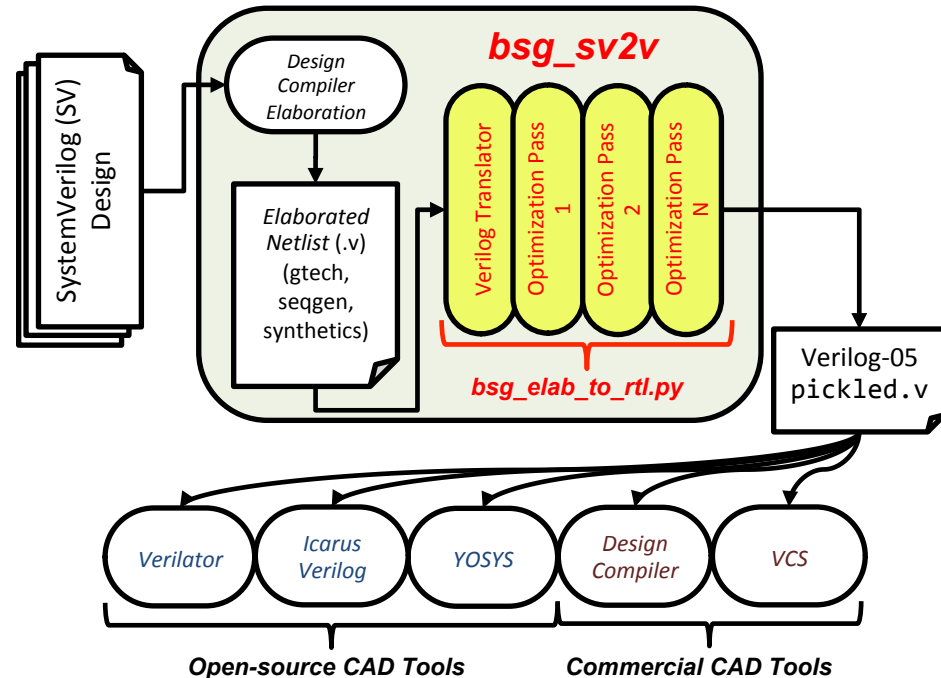 SystemVerilog (SV)
Design
bsg_sv2v
Design
Compiler
Elaboration
Elaborated
Netlist (.v)
(gtech,
seqgen,
synthetics)
Verilog Translator
Optimization Pass
1
Optimization Pass
2
Optimization Pass
N
bsg_elab_to_rtl.py
Verilog-05
pickled.v
Verilator
Icarus
Verilog
YOSYS
Design
Compiler
VCS
Open-source CAD Tools
Commercial CAD Tools